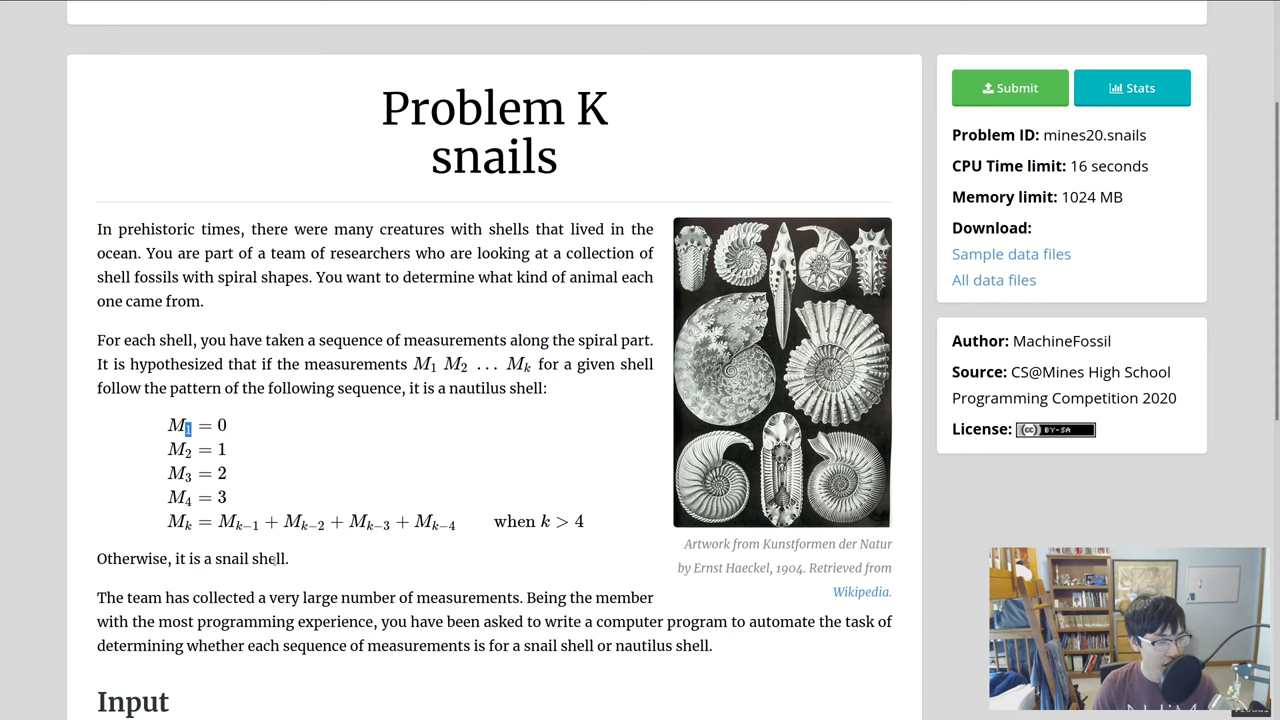 Problem K
snails
In prehistoric times, there were many creatures with shells that lived in the
ocean. You are part of a team of researchers who are looking at a collection of
shell fossils with spiral shapes. You want to determine what kind of animal each
one came from.
For each shell, you have taken a sequence of measurements along the spiral part.
It is hypothesized that if the measurements M₁ M₂ … Mₖ for a given shell
follow the pattern of the following sequence, it is a nautilus shell:
M₁ = 0
M₂ = 1
M₃ = 2
M₄ = 3
Mₖ = Mₖ₋₁ + Mₖ₋₂ + Mₖ₋₃ + Mₖ₋₄ when k > 4
Otherwise, it is a snail shell.
The team has collected a very large number of measurements. Being the member
with the most programming experience, you have been asked to write a computer program to automate the task of
determining whether each sequence of measurements is for a snail shell or nautilus shell.
Input
Artwork from Kunstformen der Natur
by Ernst Haeckel, 1904. Retrieved from
Wikipedia.
Submit
Stats
Problem ID: mines20.snails
CPU Time limit: 16 seconds
Memory limit: 1024 MB
Download:
Sample data files
All data files
Author: MachineFossil
Source: CS@Mines High School
Programming Competition 2020
License: (cc) BY-SA